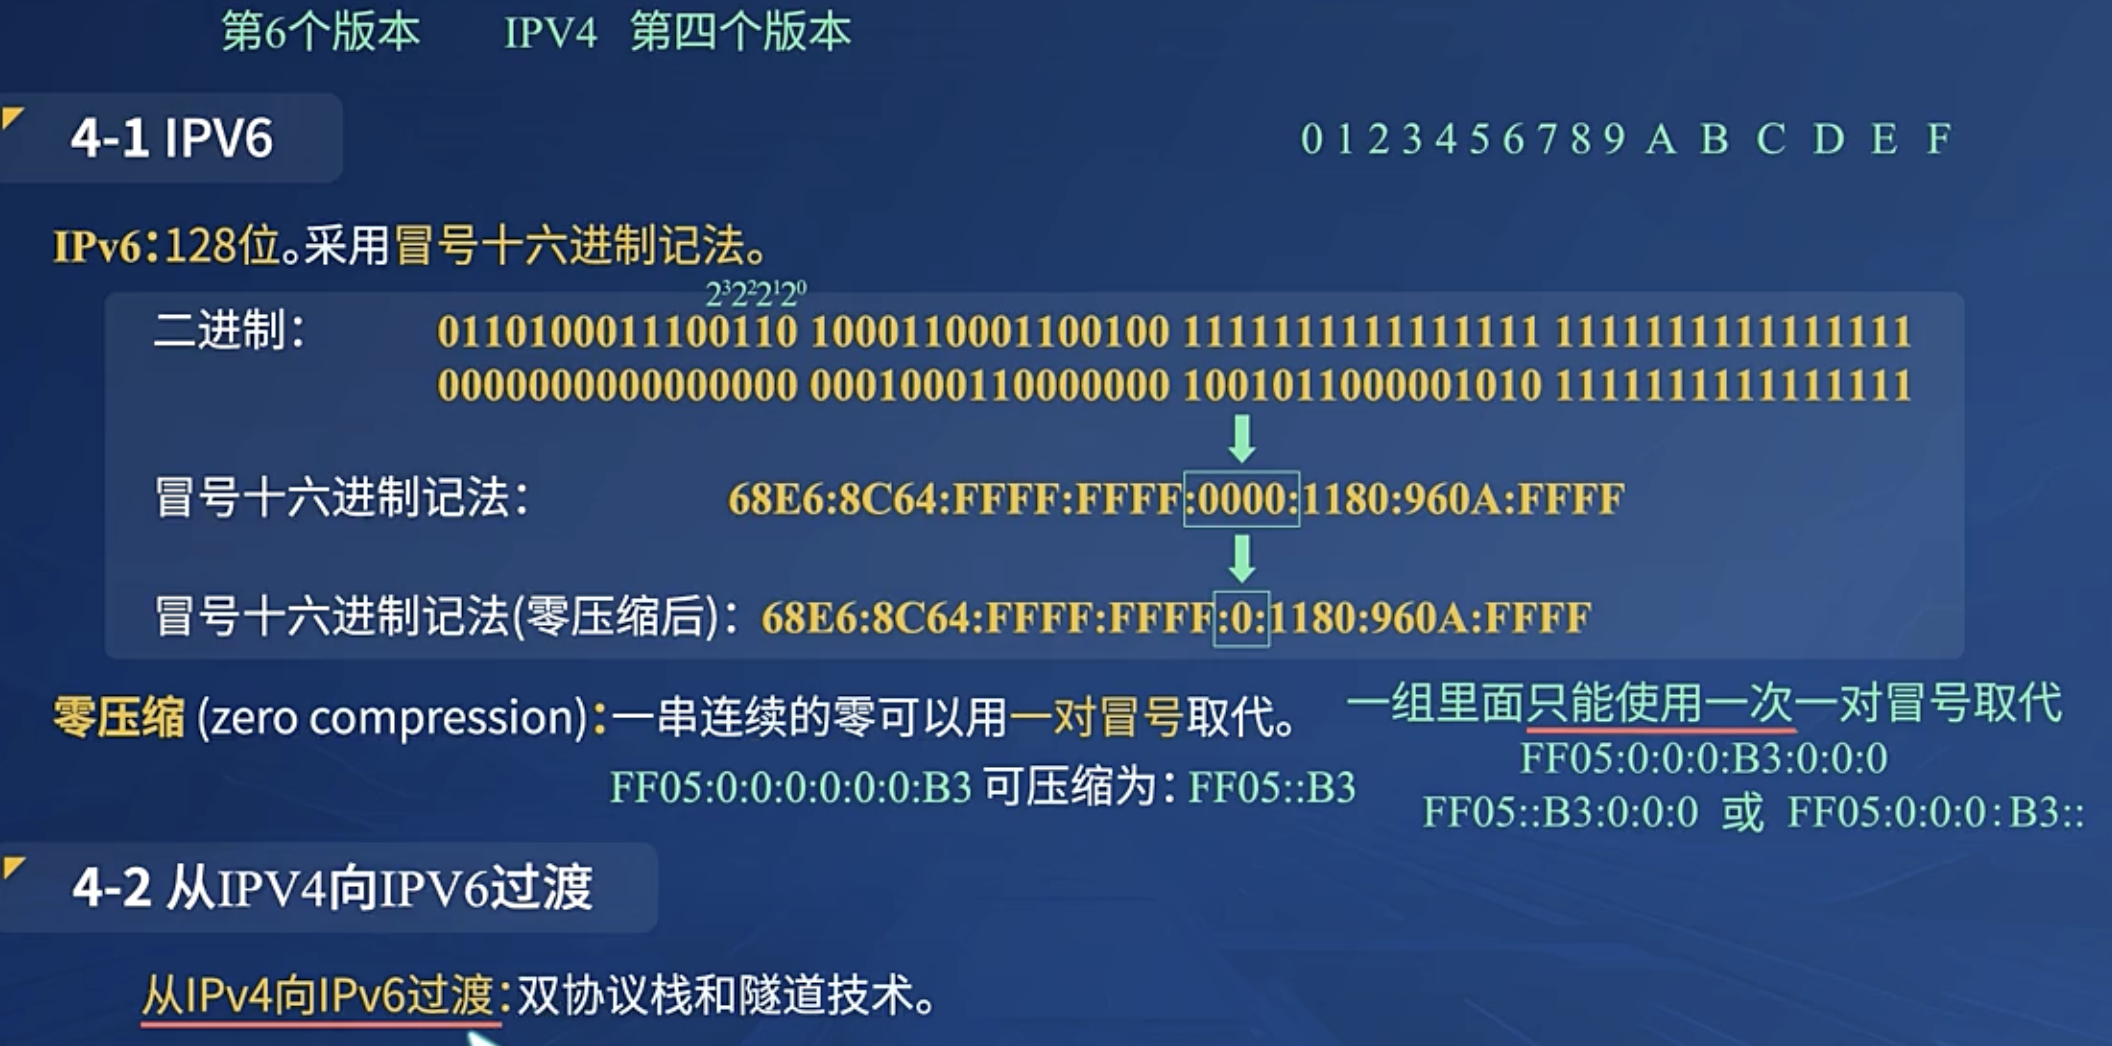 第6个版本 IPV4 第四个版本
4-1 IPV6
0 1 2 3 4 5 6 7 8 9 A B C D E F
IPv6:128位。采用冒号十六进制记法。
2³2²2¹2⁰
二进制: 0110100011100110 1000110001100100 1111111111111111 1111111111111111
0000000000000000 0001000110000000 1001011000001010 1111111111111111
冒号十六进制记法: 68E6:8C64:FFFF:FFFF:0000:1180:960A:FFFF
冒号十六进制记法(零压缩后): 68E6:8C64:FFFF:FFFF:0:1180:960A:FFFF
零压缩 (zero compression):一串连续的零可以用一对冒号取代。
一组里面只能使用一次一对冒号取代
FF05:0:0:0:B3:0:0:0
FF05:0:0:0:0:0:0:B3 可压缩为: FF05::B3
FF05::B3:0:0:0 或 FF05:0:0:0:B3::
4-2 从IPV4向IPV6过渡
从IPv4向IPv6过渡:双协议栈和隧道技术。